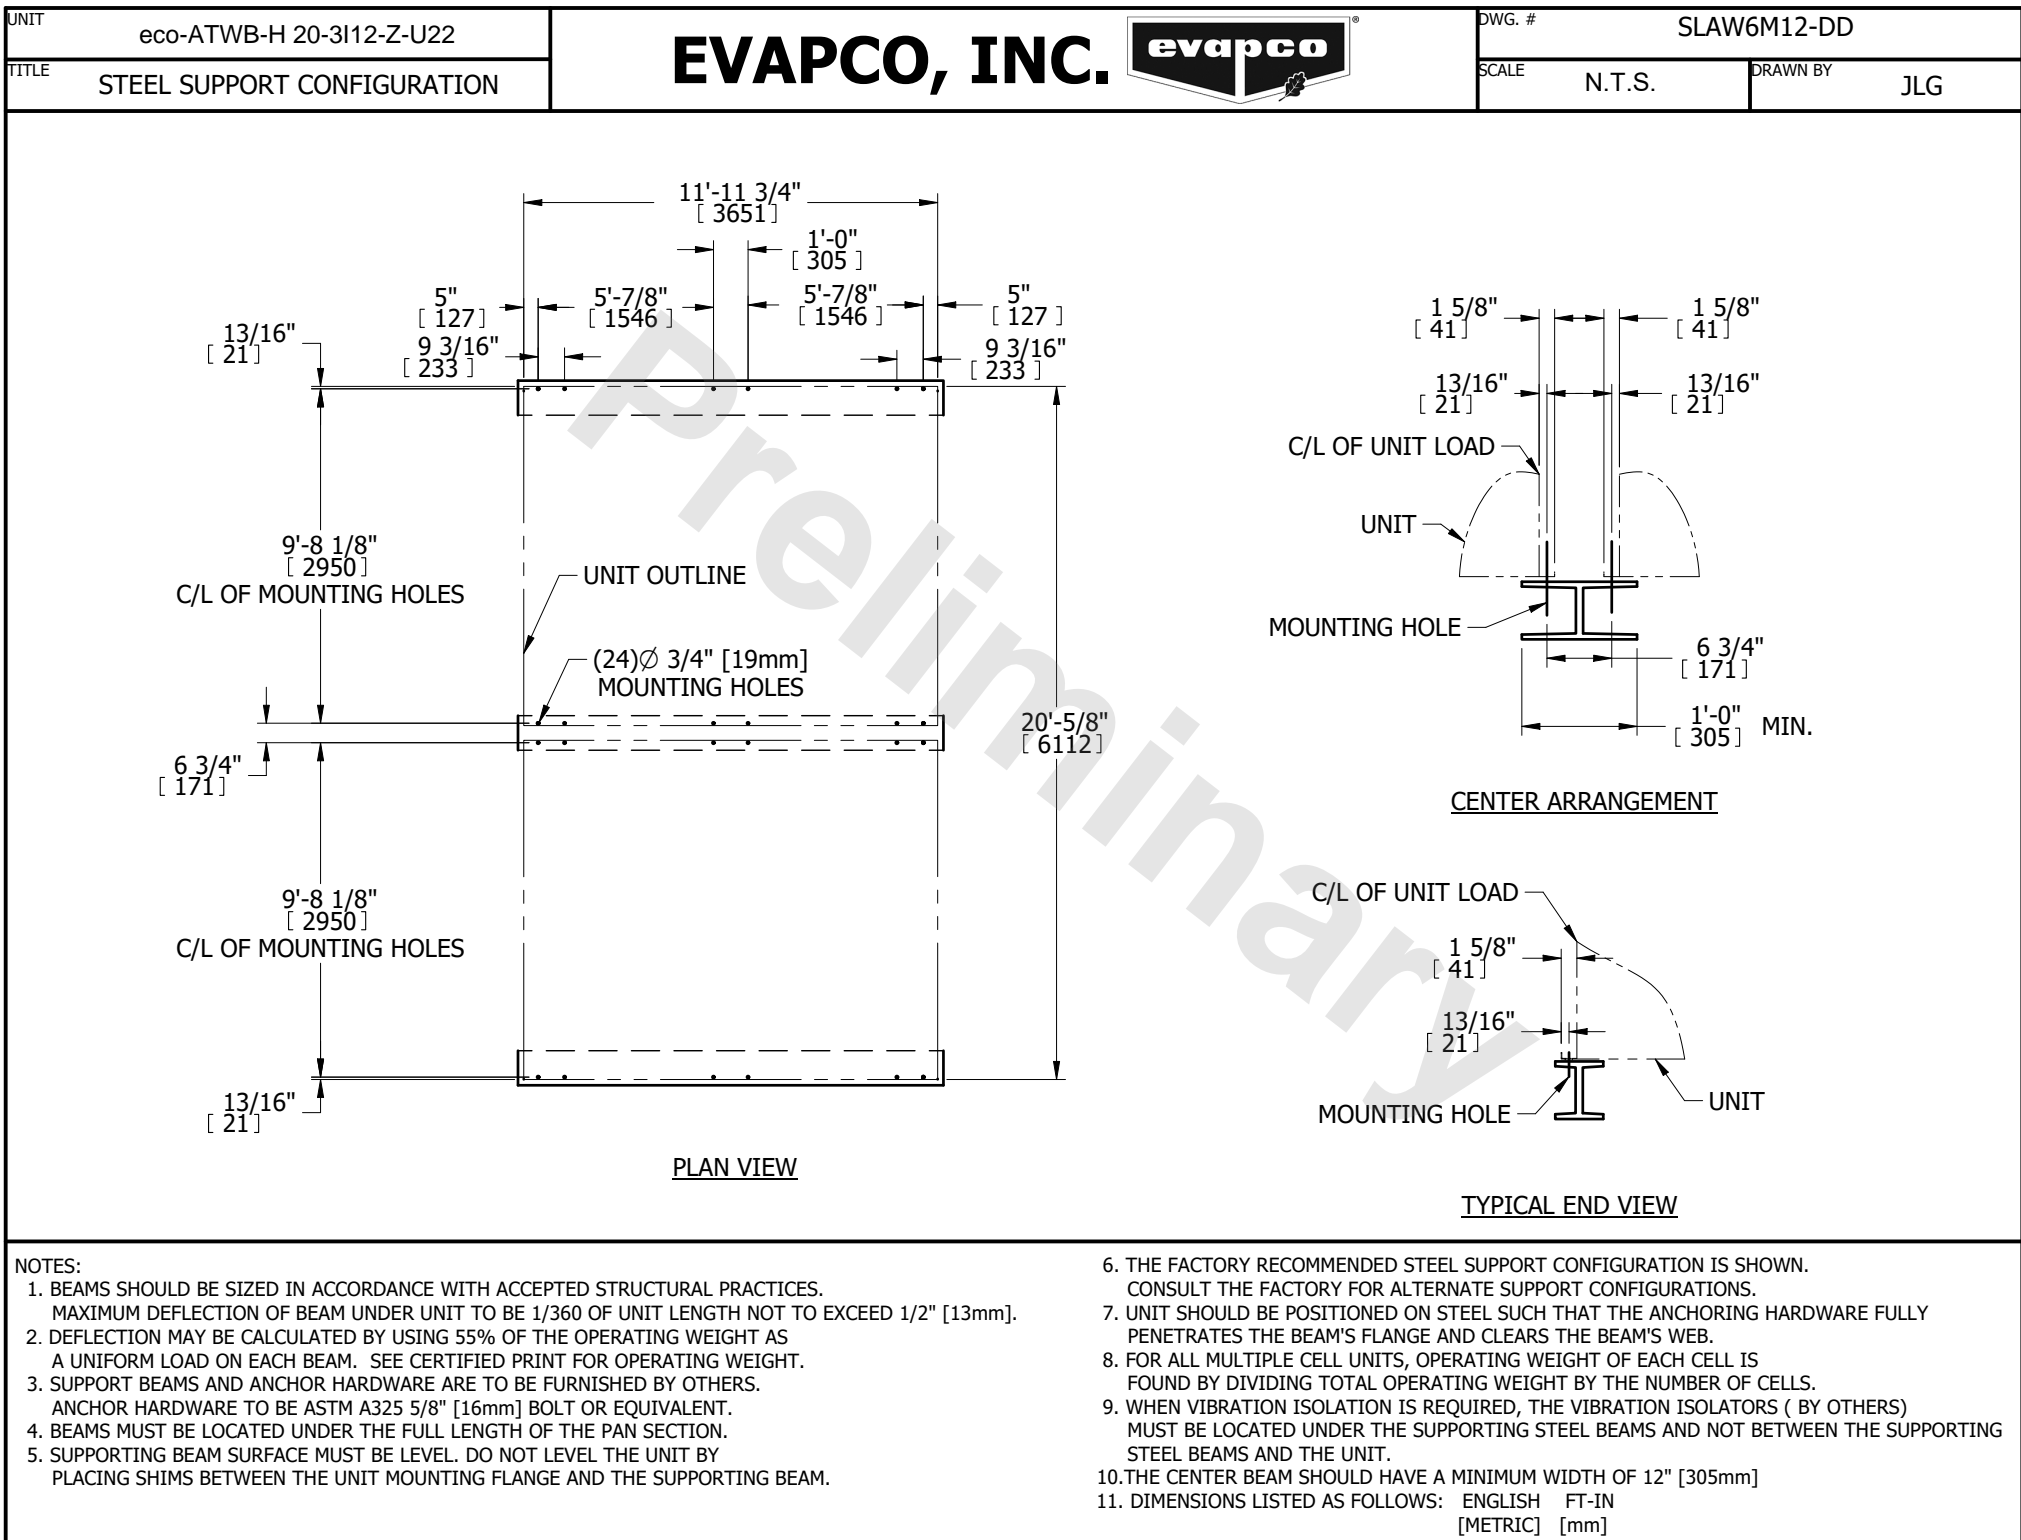 UNIT
eco-ATWB-H 20-3I12-Z-U22
TITLE
STEEL SUPPORT CONFIGURATION
EVAPCO, INC.
evapco
®
DWG. #
SLAW6M12-DD
SCALE
N.T.S.
DRAWN BY
JLG
11'-11 3/4"
[ 3651]
1'-0"
[ 305 ]
5"
[ 127]
5'-7/8"
[ 1546 ]
5'-7/8"
[ 1546 ]
5"
[ 127 ]
13/16"
[ 21]
9 3/16"
[ 233 ]
9 3/16"
[ 233 ]
9'-8 1/8"
[ 2950]
C/L OF MOUNTING HOLES
UNIT OUTLINE
(24)Ø 3/4" [19mm]
MOUNTING HOLES
6 3/4"
[ 171]
20'-5/8"
[ 6112]
9'-8 1/8"
[ 2950]
C/L OF MOUNTING HOLES
13/16"
[ 21]
PLAN VIEW
1 5/8"
[ 41]
1 5/8"
[ 41]
13/16"
[ 21]
13/16"
[ 21]
C/L OF UNIT LOAD
UNIT
MOUNTING HOLE
6 3/4"
[ 171]
1'-0" MIN.
[ 305]
CENTER ARRANGEMENT
C/L OF UNIT LOAD
1 5/8"
[ 41]
13/16"
[ 21]
MOUNTING HOLE
UNIT
TYPICAL END VIEW
Preliminary
NOTES:
1. BEAMS SHOULD BE SIZED IN ACCORDANCE WITH ACCEPTED STRUCTURAL PRACTICES.
MAXIMUM DEFLECTION OF BEAM UNDER UNIT TO BE 1/360 OF UNIT LENGTH NOT TO EXCEED 1/2" [13mm].
2. DEFLECTION MAY BE CALCULATED BY USING 55% OF THE OPERATING WEIGHT AS
A UNIFORM LOAD ON EACH BEAM. SEE CERTIFIED PRINT FOR OPERATING WEIGHT.
3. SUPPORT BEAMS AND ANCHOR HARDWARE ARE TO BE FURNISHED BY OTHERS.
ANCHOR HARDWARE TO BE ASTM A325 5/8" [16mm] BOLT OR EQUIVALENT.
4. BEAMS MUST BE LOCATED UNDER THE FULL LENGTH OF THE PAN SECTION.
5. SUPPORTING BEAM SURFACE MUST BE LEVEL. DO NOT LEVEL THE UNIT BY
PLACING SHIMS BETWEEN THE UNIT MOUNTING FLANGE AND THE SUPPORTING BEAM.
6. THE FACTORY RECOMMENDED STEEL SUPPORT CONFIGURATION IS SHOWN.
CONSULT THE FACTORY FOR ALTERNATE SUPPORT CONFIGURATIONS.
7. UNIT SHOULD BE POSITIONED ON STEEL SUCH THAT THE ANCHORING HARDWARE FULLY
PENETRATES THE BEAM'S FLANGE AND CLEARS THE BEAM'S WEB.
8. FOR ALL MULTIPLE CELL UNITS, OPERATING WEIGHT OF EACH CELL IS
FOUND BY DIVIDING TOTAL OPERATING WEIGHT BY THE NUMBER OF CELLS.
9. WHEN VIBRATION ISOLATION IS REQUIRED, THE VIBRATION ISOLATORS ( BY OTHERS)
MUST BE LOCATED UNDER THE SUPPORTING STEEL BEAMS AND NOT BETWEEN THE SUPPORTING
STEEL BEAMS AND THE UNIT.
10.THE CENTER BEAM SHOULD HAVE A MINIMUM WIDTH OF 12" [305mm]
11. DIMENSIONS LISTED AS FOLLOWS: ENGLISH FT-IN
[METRIC] [mm]